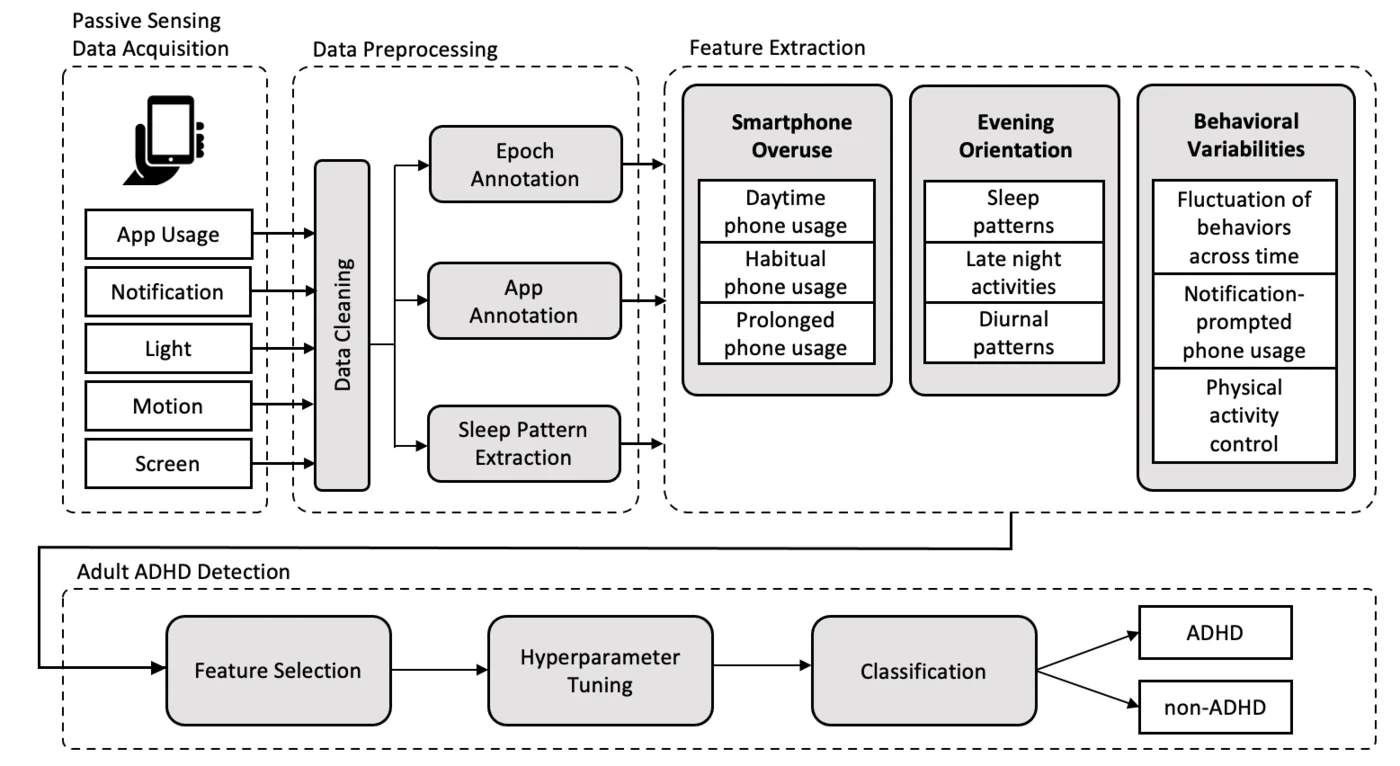 Passive Sensing
Data Acquisition
App Usage
Notification
Light
Motion
Screen
Data Preprocessing
Data Cleaning
Epoch
Annotation
App
Annotation
Sleep Pattern
Extraction
Feature Extraction
Smartphone
Overuse
Daytime
phone usage
Habitual
phone usage
Prolonged
phone usage
Evening
Orientation
Sleep
patterns
Late night
activities
Diurnal
patterns
Behavioral
Variabilities
Fluctuation of
behaviors
across time
Notification-
prompted
phone usage
Physical
activity
control
Adult ADHD Detection
Feature Selection
Hyperparameter
Tuning
Classification
ADHD
non-ADHD